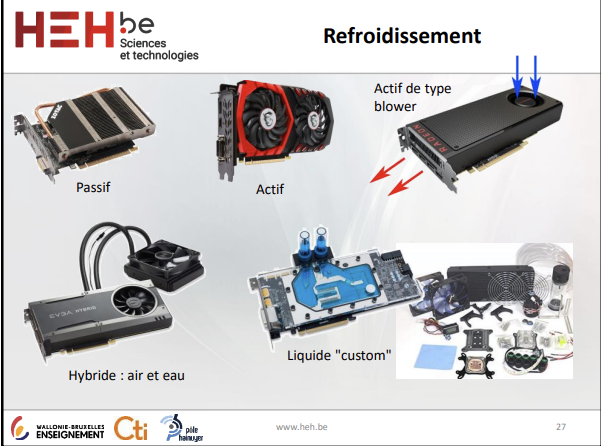 HEH.be
Sciences
et technologies
Refroidissement
Actif de type
blower
RADEON
Passif
Actif
EVGA HYBRID
Liquide "custom"
Hybride : air et eau
WALLONIE-BRUXELLES
ENSEIGNEMENT
Cti
pôle
hainuyer
www.heh.be
27